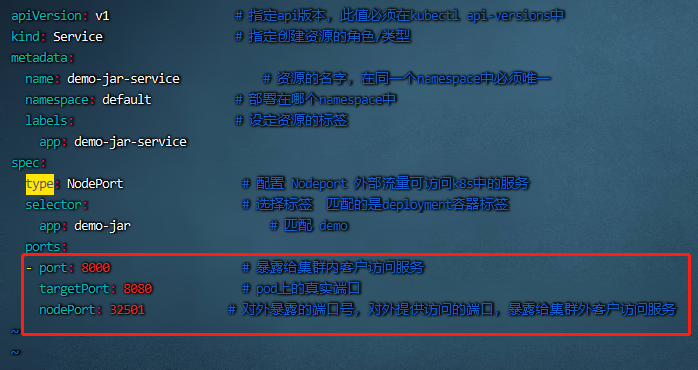 apiVersion: v1 # 指定api版本, 此值必须在kubectl api-versions中
kind: Service # 指定创建资源的角色/类型
metadata:
name: demo-jar-service # 资源的名字, 在同一个namespace中必须唯一
namespace: default # 部署在哪个namespace中
labels: # 设定资源的标签
app: demo-jar-service
spec:
type: NodePort # 配置 Nodeport 外部流量可访问k8s中的服务
selector: # 选择标签 匹配的是deployment容器标签
app: demo-jar # 匹配 demo
ports:
- port: 8000 # 暴露给集群内客户访问服务
targetPort: 8080 # pod上的真实端口
nodePort: 32501 # 对外暴露的端口号, 对外提供访问的端口, 暴露给集群外客户访问服务
~
~